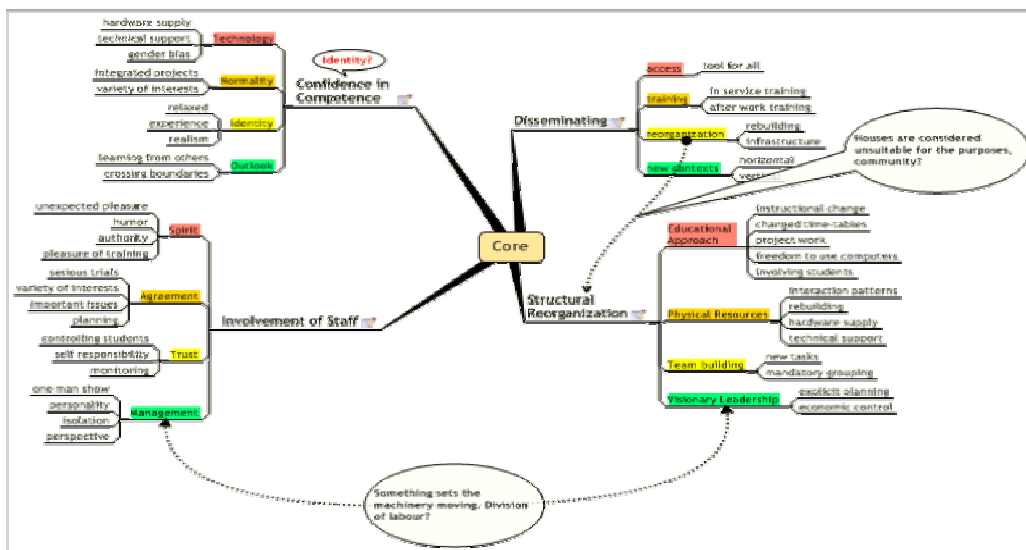 hardware supply
technical support
gender bias
Technology
integrated projects
variety of interests
Normality
relaxed
experience
realism
Identity
learning from others
crossing boundaries
Outlook
Identity?
Confidence in
Competence
unexpected pleasure
humor
authority
pleasure of training
Spirit
serious trials
variety of interests
important issues
planning
Agreement
controlling students
self responsibility
monitoring
Trust
one-man show
personality
isolation
perspective
Management
Involvement of Staff
Core
Disseminating
access
tool for all
training
in service training
after work training
reorganization
rebuilding
infrastructure
new contexts
horizontal
vertical
Houses are considered
unsuitable for the purposes,
community?
Structural
Reorganization
Educational
Approach
instructional change
changed time-tables
project work
freedom to use computers
involving students
Physical Resources
interaction patterns
rebuilding
hardware supply
technical support
Team building
new tasks
mandatory grouping
Visionary Leadership
explicit planning
economic control
Something sets the
machinery moving. Division
of labour?